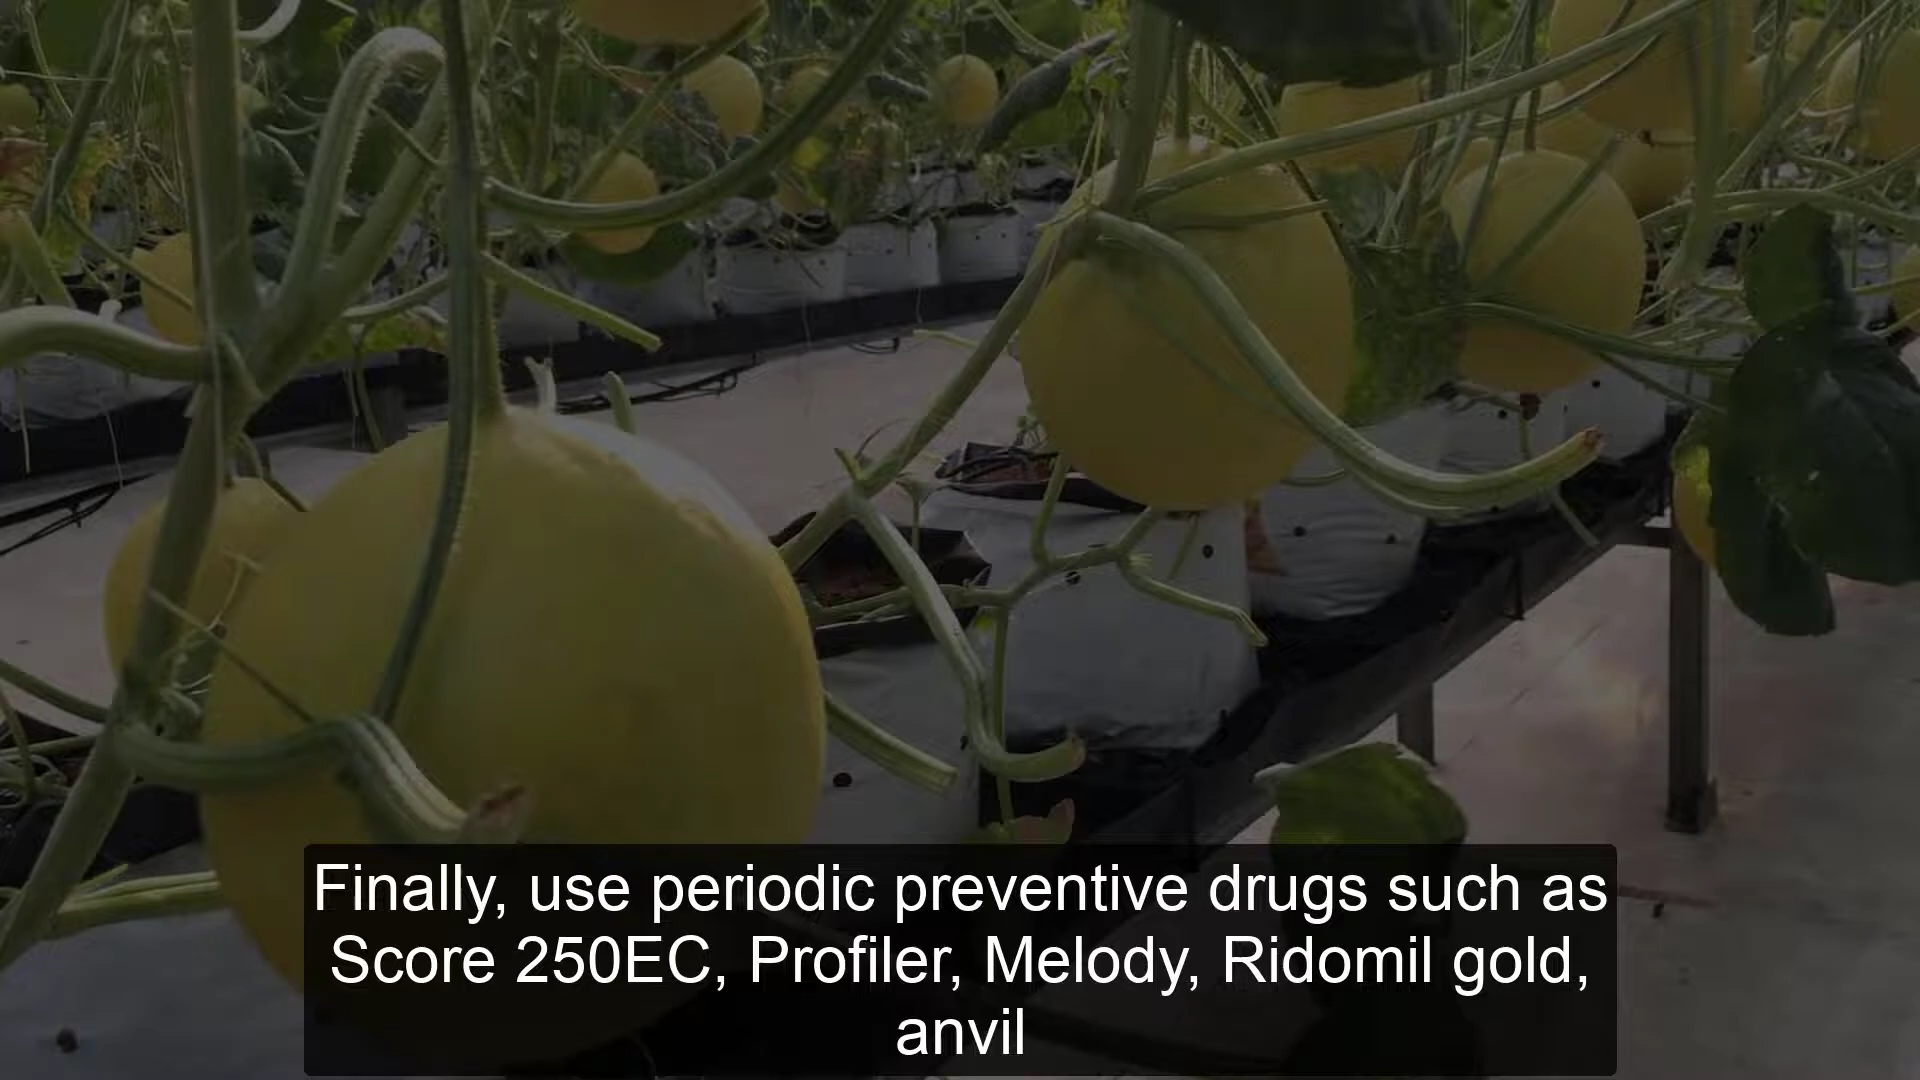 Finally, use periodic preventive drugs such as
Score 250EC, Profiler, Melody, Ridomil gold,
anvil